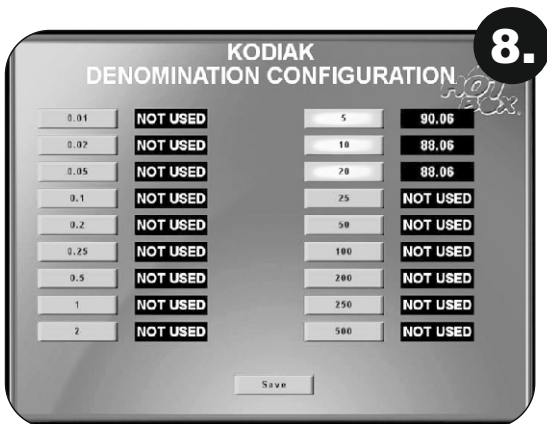 8.
KODIAK
DENOMINATION CONFIGURATION
HOT
BOX
0.01 NOT USED 5 90.06
0.02 NOT USED 10 88.06
0.05 NOT USED 20 88.06
0.1 NOT USED 25 NOT USED
0.2 NOT USED 50 NOT USED
0.25 NOT USED 100 NOT USED
0.5 NOT USED 200 NOT USED
1 NOT USED 250 NOT USED
2 NOT USED 500 NOT USED
Save